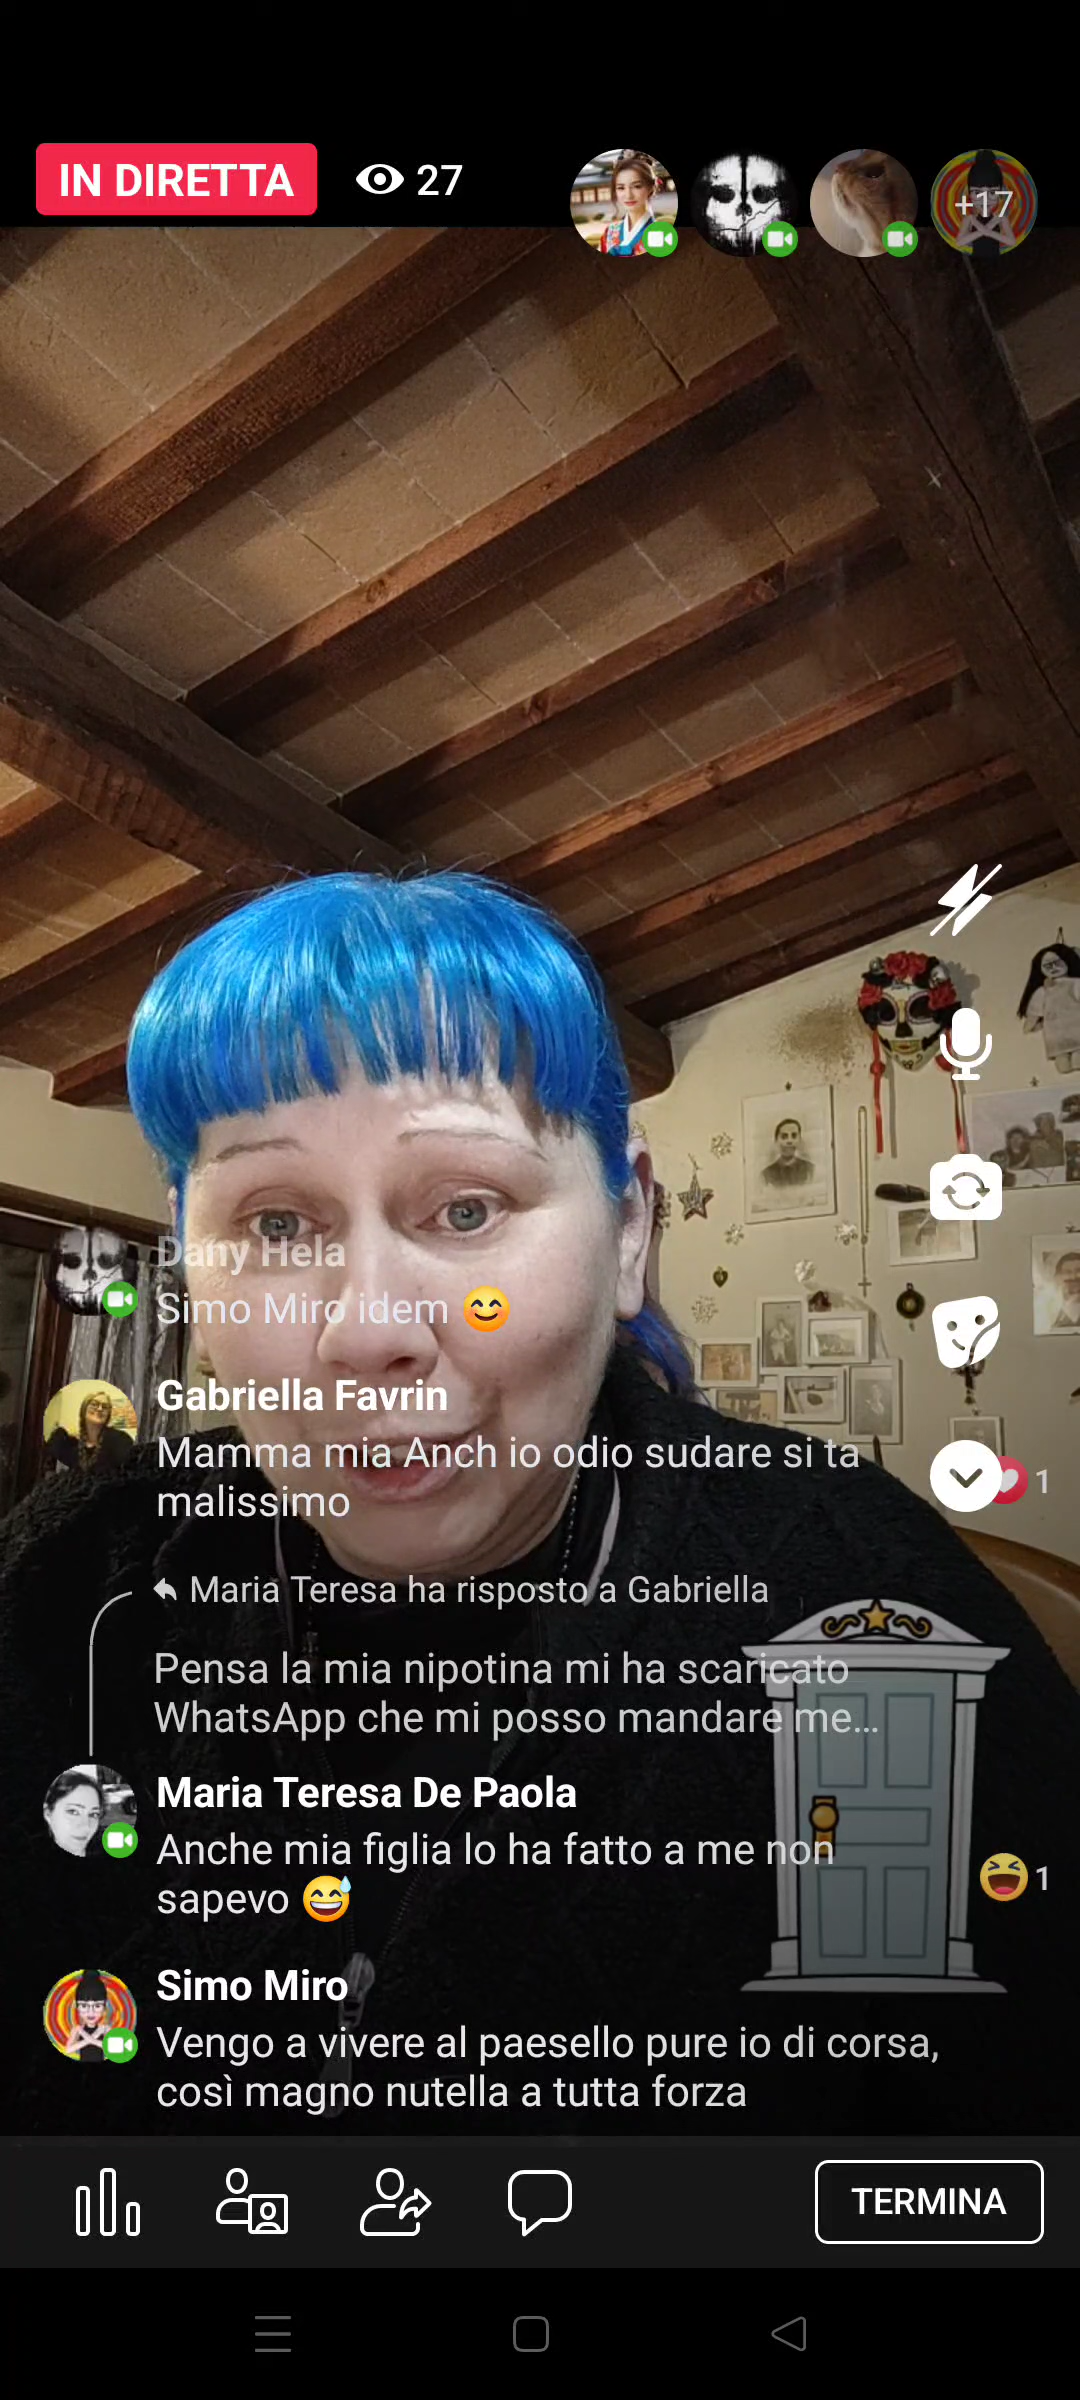 IN DIRETTA
27
+17
Dany Hela
Simo Miro idem 😊
Gabriella Favrin
Mamma mia Anch io odio sudare si ta
malissimo
1
Maria Teresa ha risposto a Gabriella
Pensa la mia nipotina mi ha scaricato
WhatsApp che mi posso mandare me...
Maria Teresa De Paola
Anche mia figlia lo ha fatto a me non
sapevo 😅
1
Simo Miro
Vengo a vivere al paesello pure io di corsa,
così magno nutella a tutta forza
TERMINA